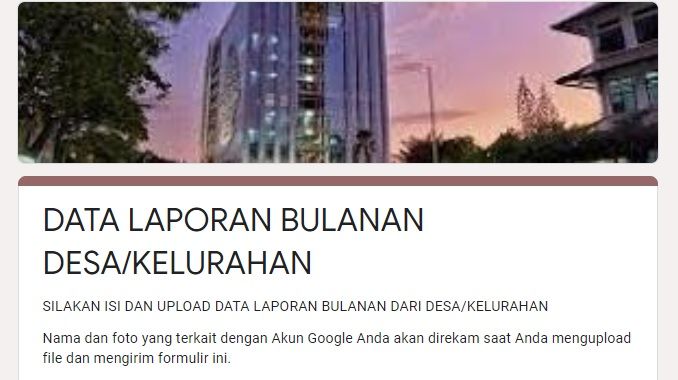 DATA LAPORAN BULANAN
DESA/KELURAHAN
SILAKAN ISI DAN UPLOAD DATA LAPORAN BULANAN DARI DESA/KELURAHAN
Nama dan foto yang terkait dengan Akun Google Anda akan direkam saat Anda mengupload
file dan mengirim formulir ini.